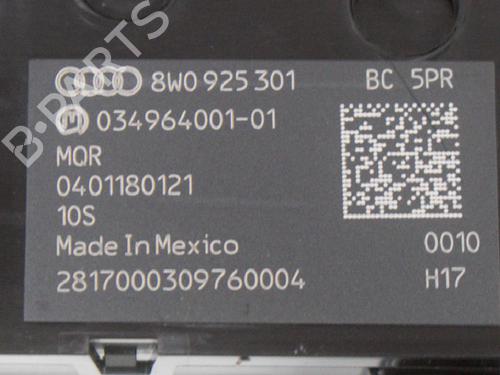 8W0 925 301 BC 5PR
M 034964001-01
MQR
0401180121
10S
Made In Mexico 0010
2817000309760004 H17
B-PARTS